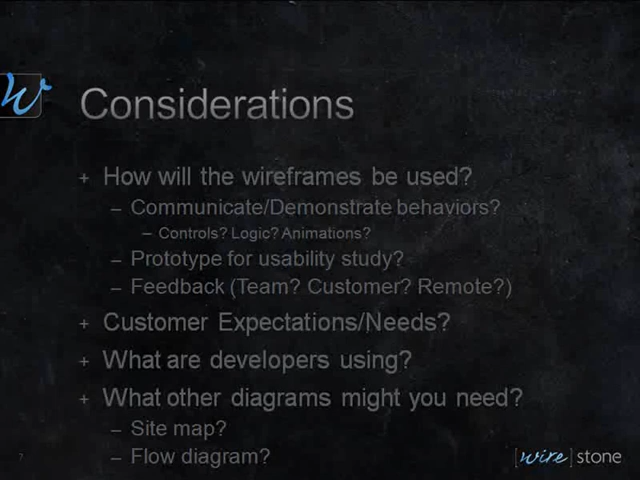 w
Considerations
+ How will the wireframes be used?
– Communicate/Demonstrate behaviors?
– Controls? Logic? Animations?
– Prototype for usability study?
– Feedback (Team? Customer? Remote?)
+ Customer Expectations/Needs?
+ What are developers using?
+ What other diagrams might you need?
– Site map?
– Flow diagram?
7
[wire]stone